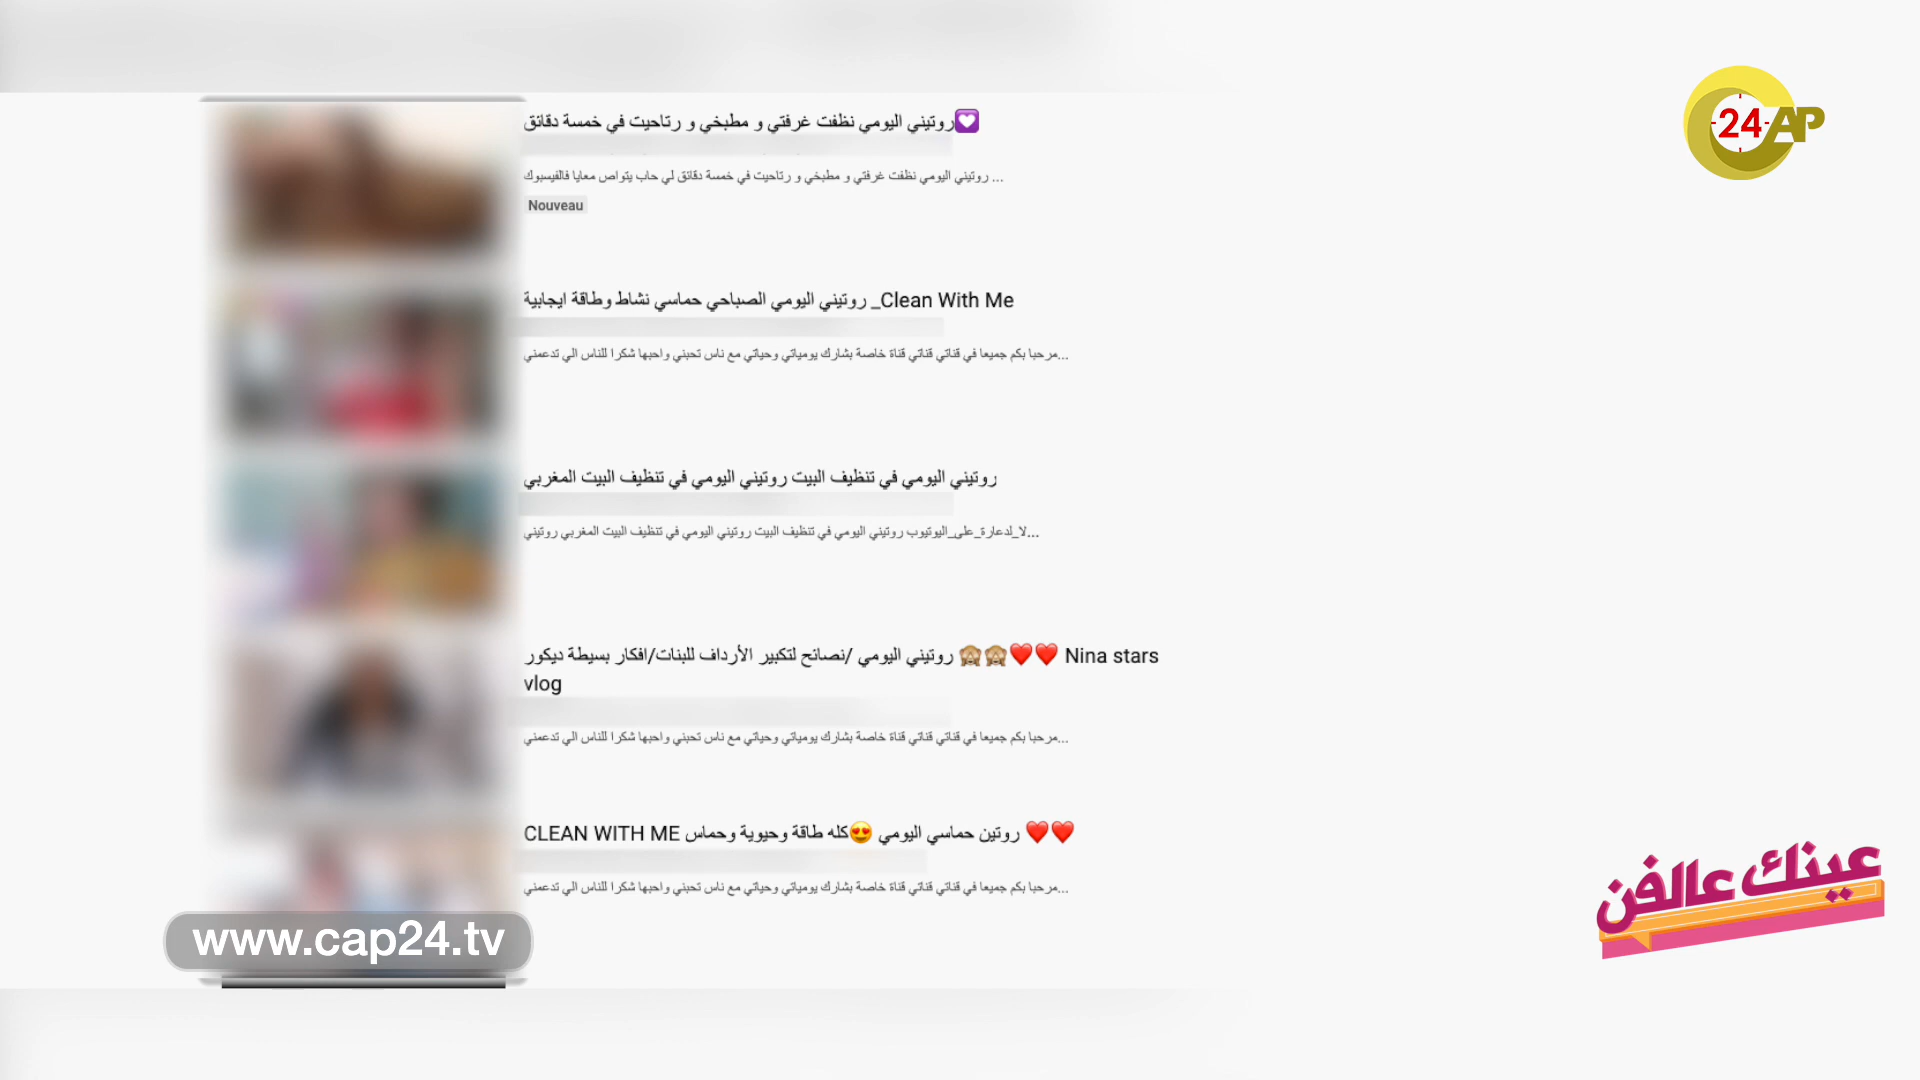 روتيني اليومي نظفت غرفتي و مطبخي و رتاحيت في خمسة دقائق💟
روتيني اليومي نظفت غرفتي و مطبخي و رتاحيت في خمسة دقائق لي حاب يتواص معايا فالفيسبوك ...
Nouveau
24AP
روتيني اليومي الصباحي حماسي نشاط وطاقة ايجابية _Clean With Me
مرحبا بكم جميعا في قناتي قناتي قناة خاصة بشارك يومياتي وحياتي مع ناس تحبني واحبها شكرا للناس الي تدعمني...
روتيني اليومي في تنظيف البيت روتيني اليومي في تنظيف البيت المغربي
لا_لدعارة_على_اليوتيوب روتيني اليومي في تنظيف البيت روتيني اليومي في تنظيف البيت المغربي روتيني...
روتيني اليومي /نصائح لتكبير الأرداف للبنات/افكار بسيطة ديكور 🙈🙈❤️❤️ Nina stars
vlog
مرحبا بكم جميعا في قناتي قناتي قناة خاصة بشارك يومياتي وحياتي مع ناس تحبني واحبها شكرا للناس الي تدعمني...
CLEAN WITH ME روتين حماسي اليومي 😍كله طاقة وحيوية وحماس ❤️❤️
مرحبا بكم جميعا في قناتي قناتي قناة خاصة بشارك يومياتي وحياتي مع ناس تحبني واحبها شكرا للناس الي تدعمني...
عينك عالفن
www.cap24.tv